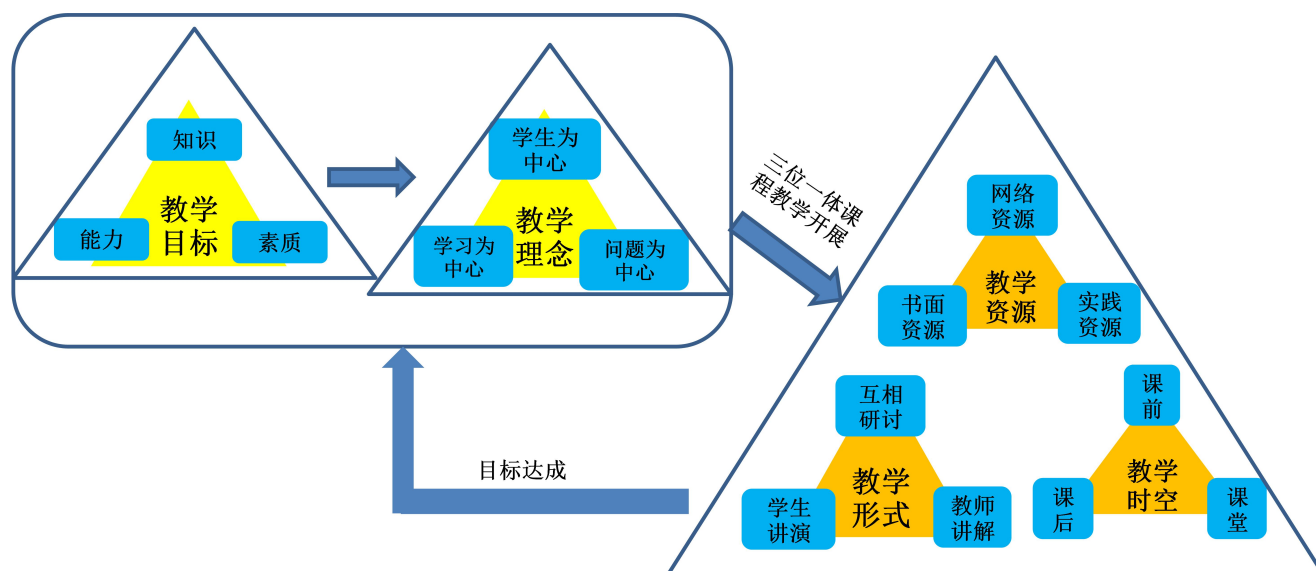 知识
教学
目标
能力
素质
学生为
中心
教学
理念
学习为
中心
问题为
中心
三位一体课
程教学开展
网络
资源
教学
资源
书面
资源
实践
资源
互相
研讨
教学
形式
学生
讲演
教师
讲解
课
前
教学
时空
课
后
课
堂
目标达成